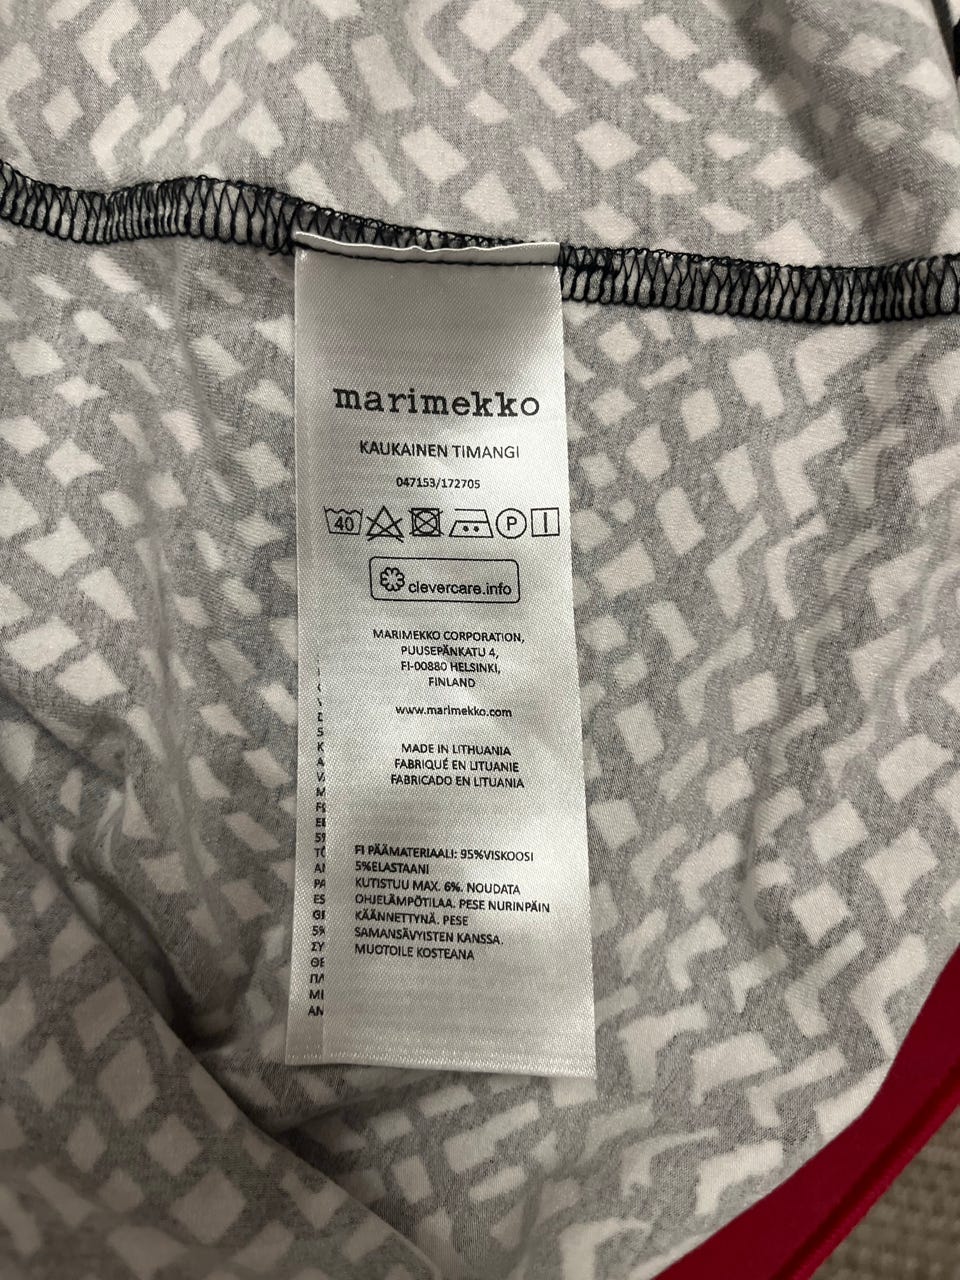 marimekko
KAUKAINEN TIMANGI
047153/172705
40
P
clevercare.info
MARIMEKKO CORPORATION,
PUUSEPÄNKATU 4,
FI-00880 HELSINKI,
FINLAND
www.marimekko.com
MADE IN LITHUANIA
FABRIQUÉ EN LITUANIE
FABRICADO EN LITUANIA
FI PÄÄMATERIAALI: 95%VISKOOSI
5%ELASTAANI
KUTISTUU MAX. 6%. NOUDATA
OHJELÄMPÖTILAA. PESE NURINPÄIN
KÄÄNNETTYNÄ. PESE
SAMANSÄVYISTEN KANSSA.
MUOTOILE KOSTEANA